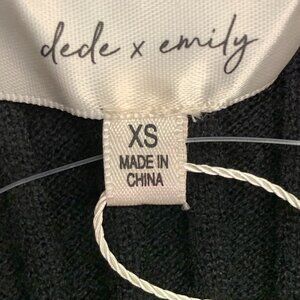 dede x emily
XS
MADE IN
CHINA